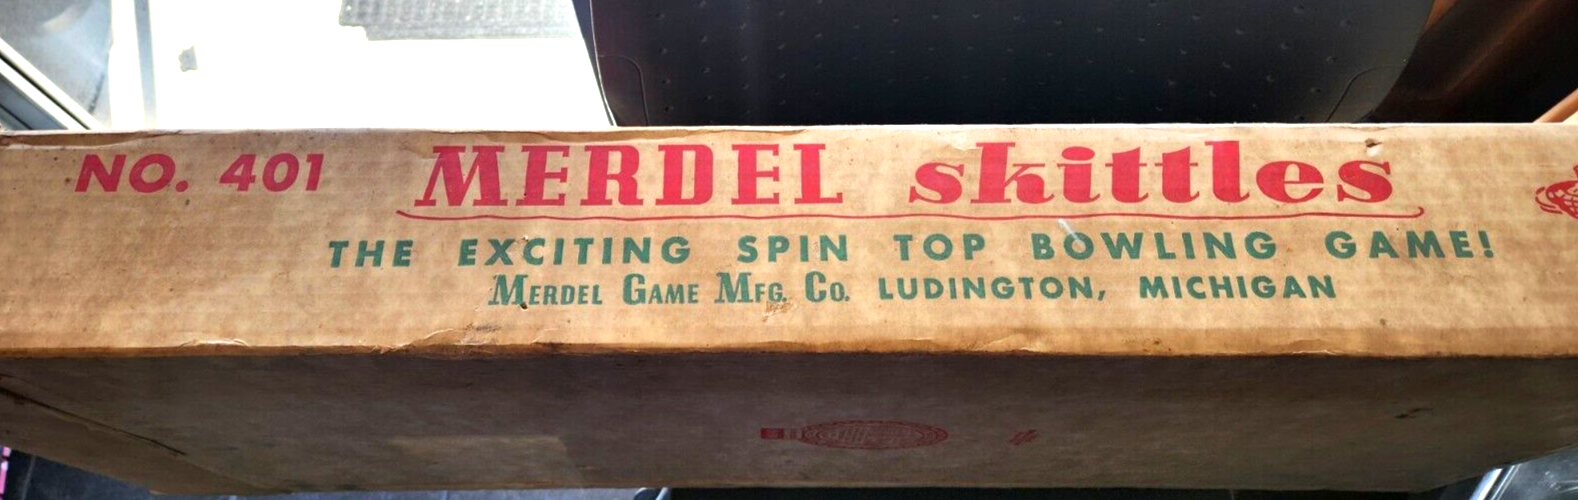 NO. 401
MERDEL skittles
THE EXCITING SPIN TOP BOWLING GAME!
MERDEL GAME MFG. CO. LUDINGTON, MICHIGAN